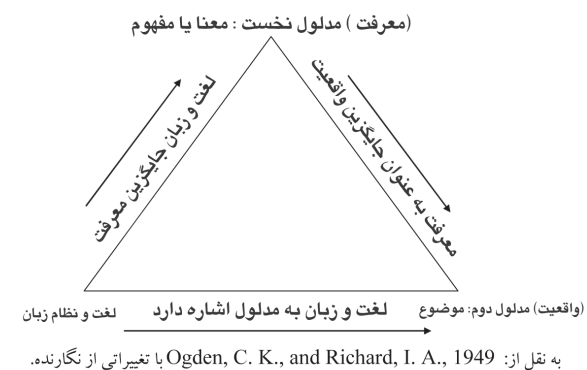 (معرفت) مدلول نخست : معنا یا مفهوم
لغت و زبان جایگزین معرفت
معرفت به عنوان جایگزین واقعیت
(واقعیت) مدلول دوم: موضوع
لغت و زبان به مدلول اشاره دارد
لغت و نظام زبان
به نقل از: Ogden, C. K., and Richard, I. A., 1949 با تغییراتی از نگارنده.